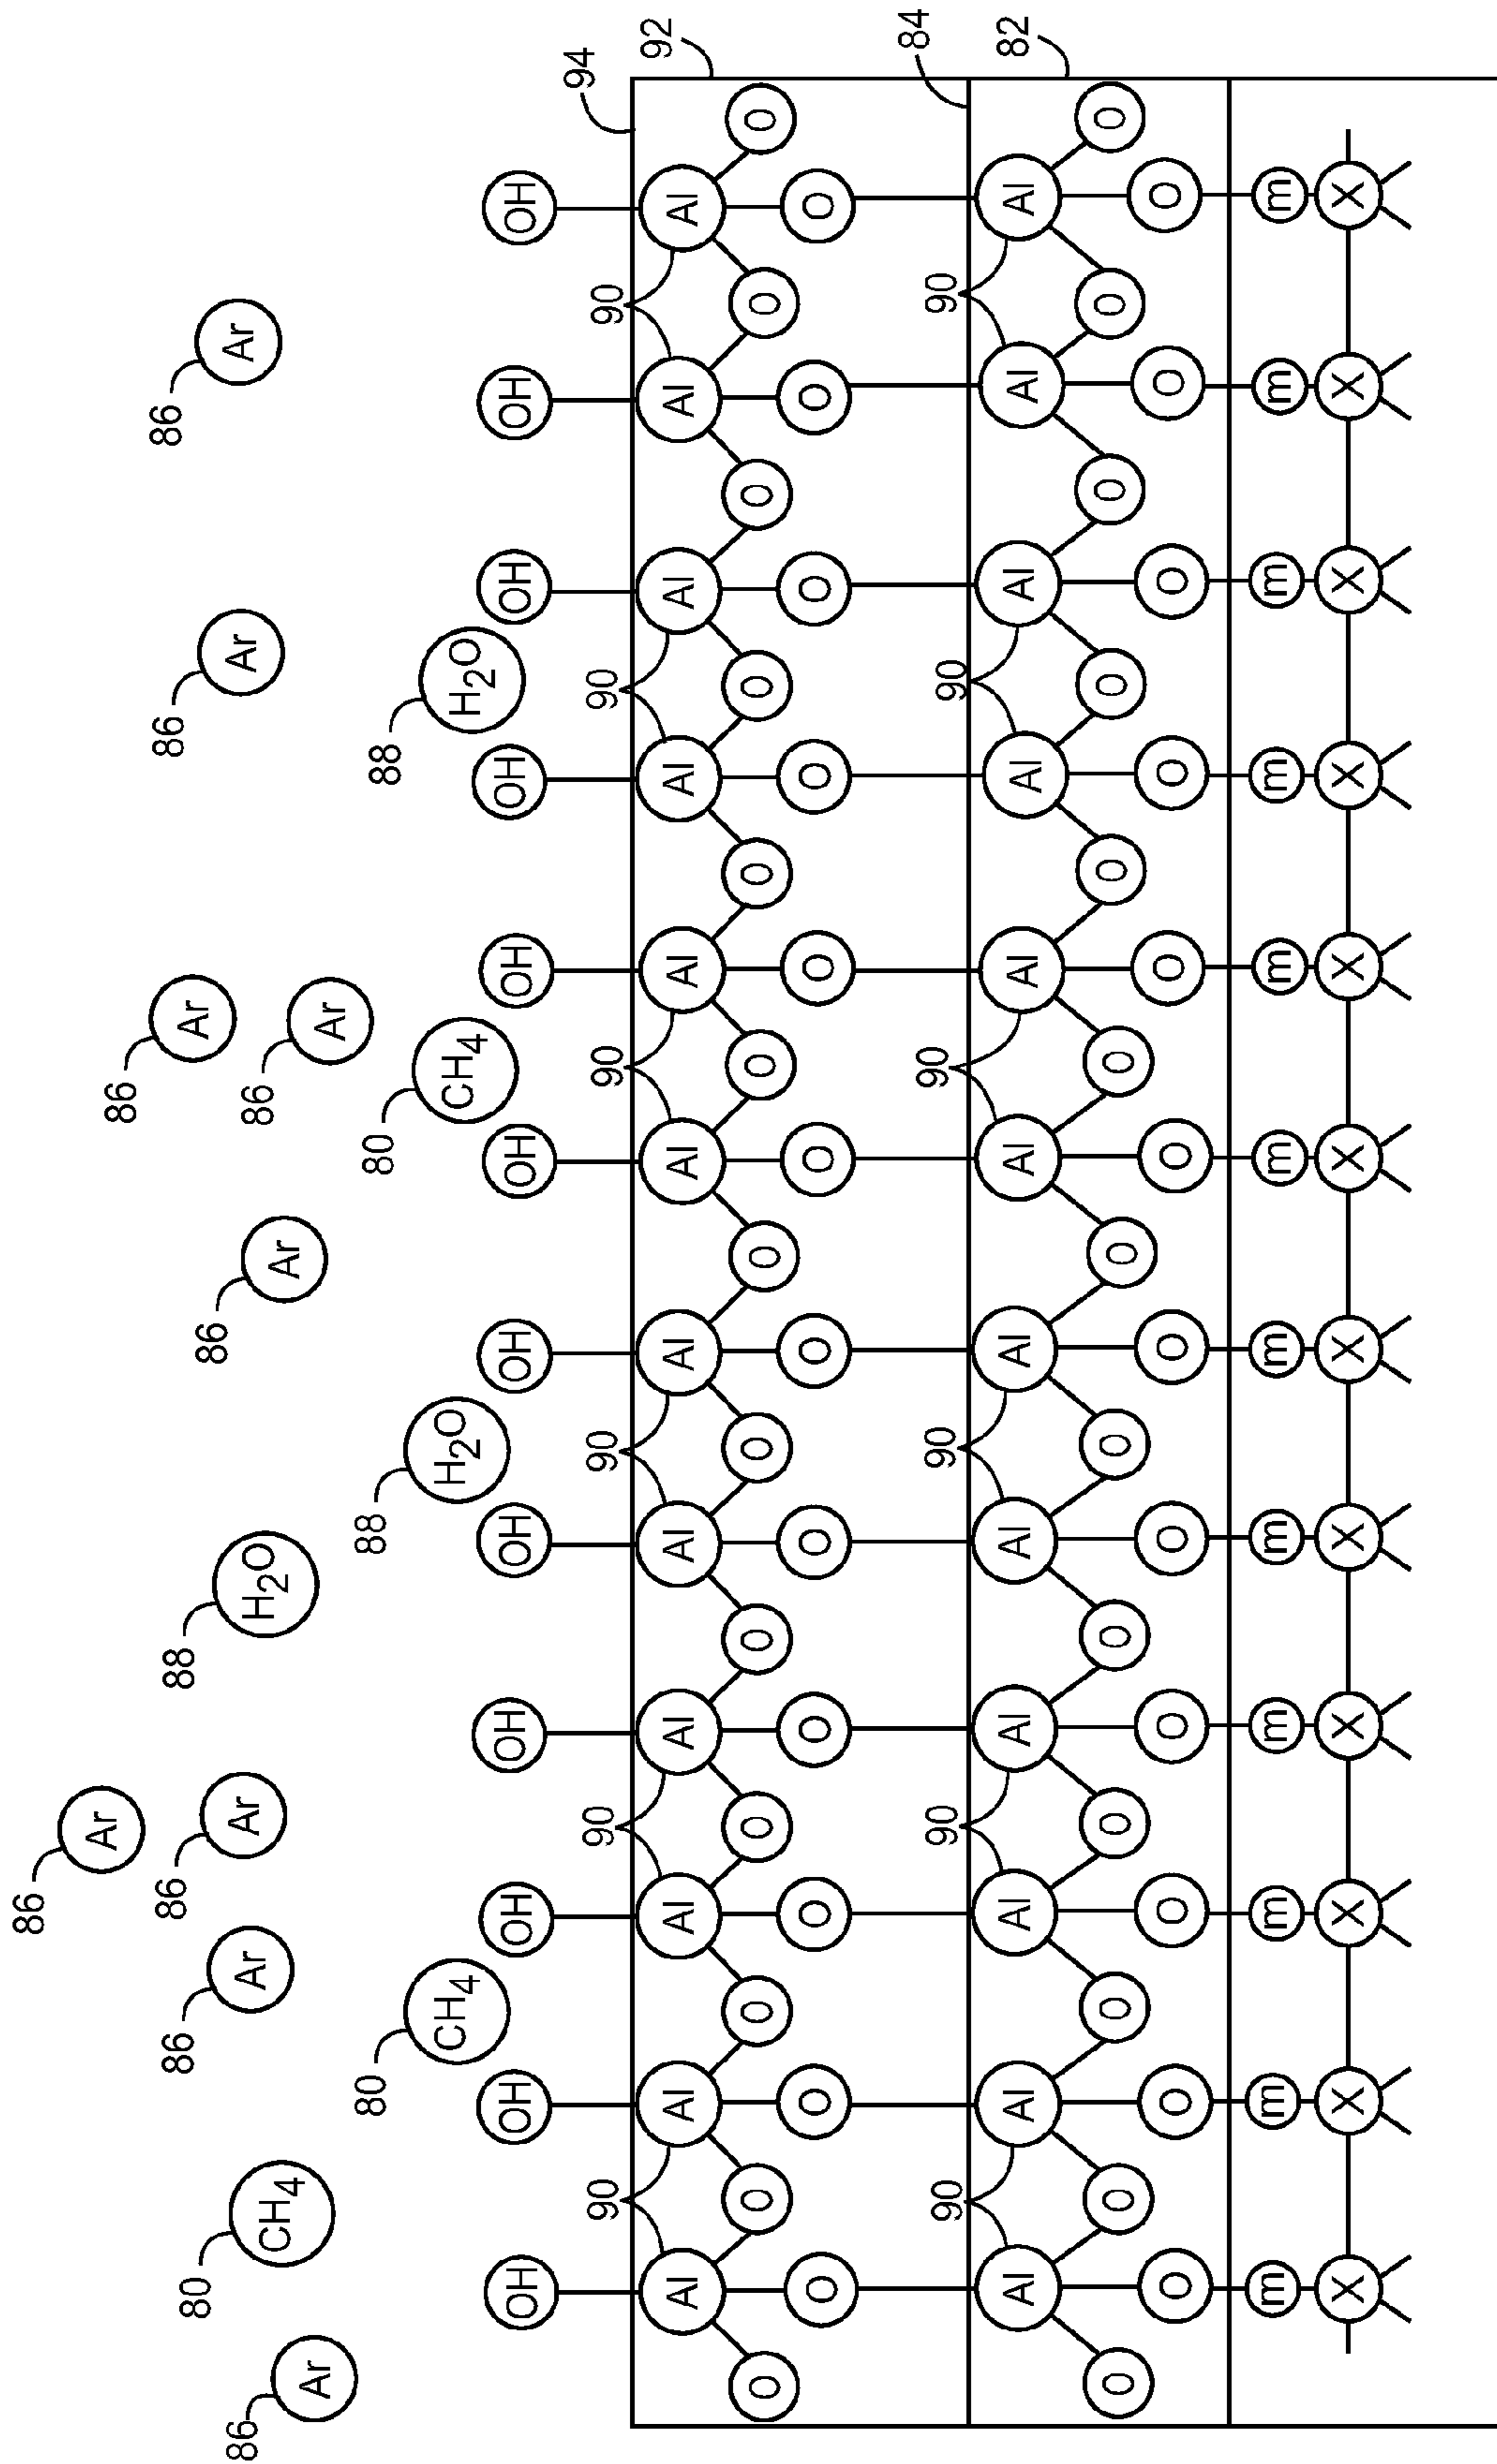 86
Ar 86
86 88 86 86
80 86 Ar
86 Ar Ar 86 Ar Ar
CH4 H2O Ar
Ar Ar
80 88 80 88
CH4 H2O CH4 H2O
OH OH OH OH OH OH OH OH OH OH OH OH
94
90 90 90 90 90 90
92
Al Al Al Al Al Al Al Al Al Al Al Al
O O O O O O O O O O O O O
O O O O O O O O O O O O
84
90 90 90 90 90 90
82
Al Al Al Al Al Al Al Al Al Al Al Al
O O O O O O O O O O O O O
O O O O O O O O O O O O
m m m m m m m m m m m m
X X X X X X X X X X X X